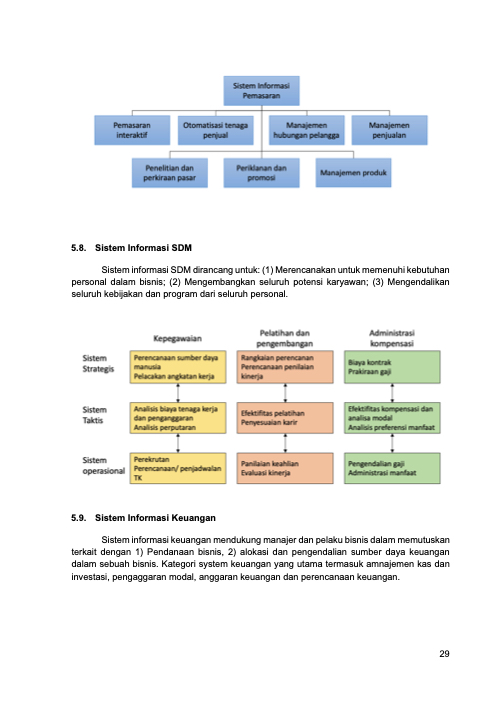 Sistem Informasi
Pemasaran
Pemasaran
interaktif
Otomatisasi tenaga
penjual
Manajemen
hubungan pelangga
Manajemen
penjualan
Penelitian dan
perkiraan pasar
Periklanan dan
promosi
Manajemen produk
5.8. Sistem Informasi SDM
Sistem informasi SDM dirancang untuk: (1) Merencanakan untuk memenuhi kebutuhan
personal dalam bisnis; (2) Mengembangkan seluruh potensi karyawan; (3) Mengendalikan
seluruh kebijakan dan program dari seluruh personal.
Kepegawaian
Pelatihan dan
pengembangan
Administrasi
kompensasi
Sistem
Strategis
Perencanaan sumber daya
manusia
Pelacakan angkatan kerja
Rangkaian perencanan
Perencanaan penilaian
kinerja
Biaya kontrak
Prakiraan gaji
Sistem
Taktis
Analisis biaya tenaga kerja
dan penganggaran
Analisis perputaran
Efektifitas pelatihan
Penyesuaian karir
Efektifitas kompensasi dan
analisa modal
Analisis preferensi manfaat
Sistem
operasional
Perekrutan
Perencanaan/ penjadwalan
TK
Panilaian keahlian
Evaluasi kinerja
Pengendalian gaji
Administrasi manfaat
5.9. Sistem Informasi Keuangan
Sistem informasi keuangan mendukung manajer dan pelaku bisnis dalam memutuskan
terkait dengan 1) Pendanaan bisnis, 2) alokasi dan pengendalian sumber daya keuangan
dalam sebuah bisnis. Kategori system keuangan yang utama termasuk amnajemen kas dan
investasi, pengaggaran modal, anggaran keuangan dan perencanaan keuangan.
29